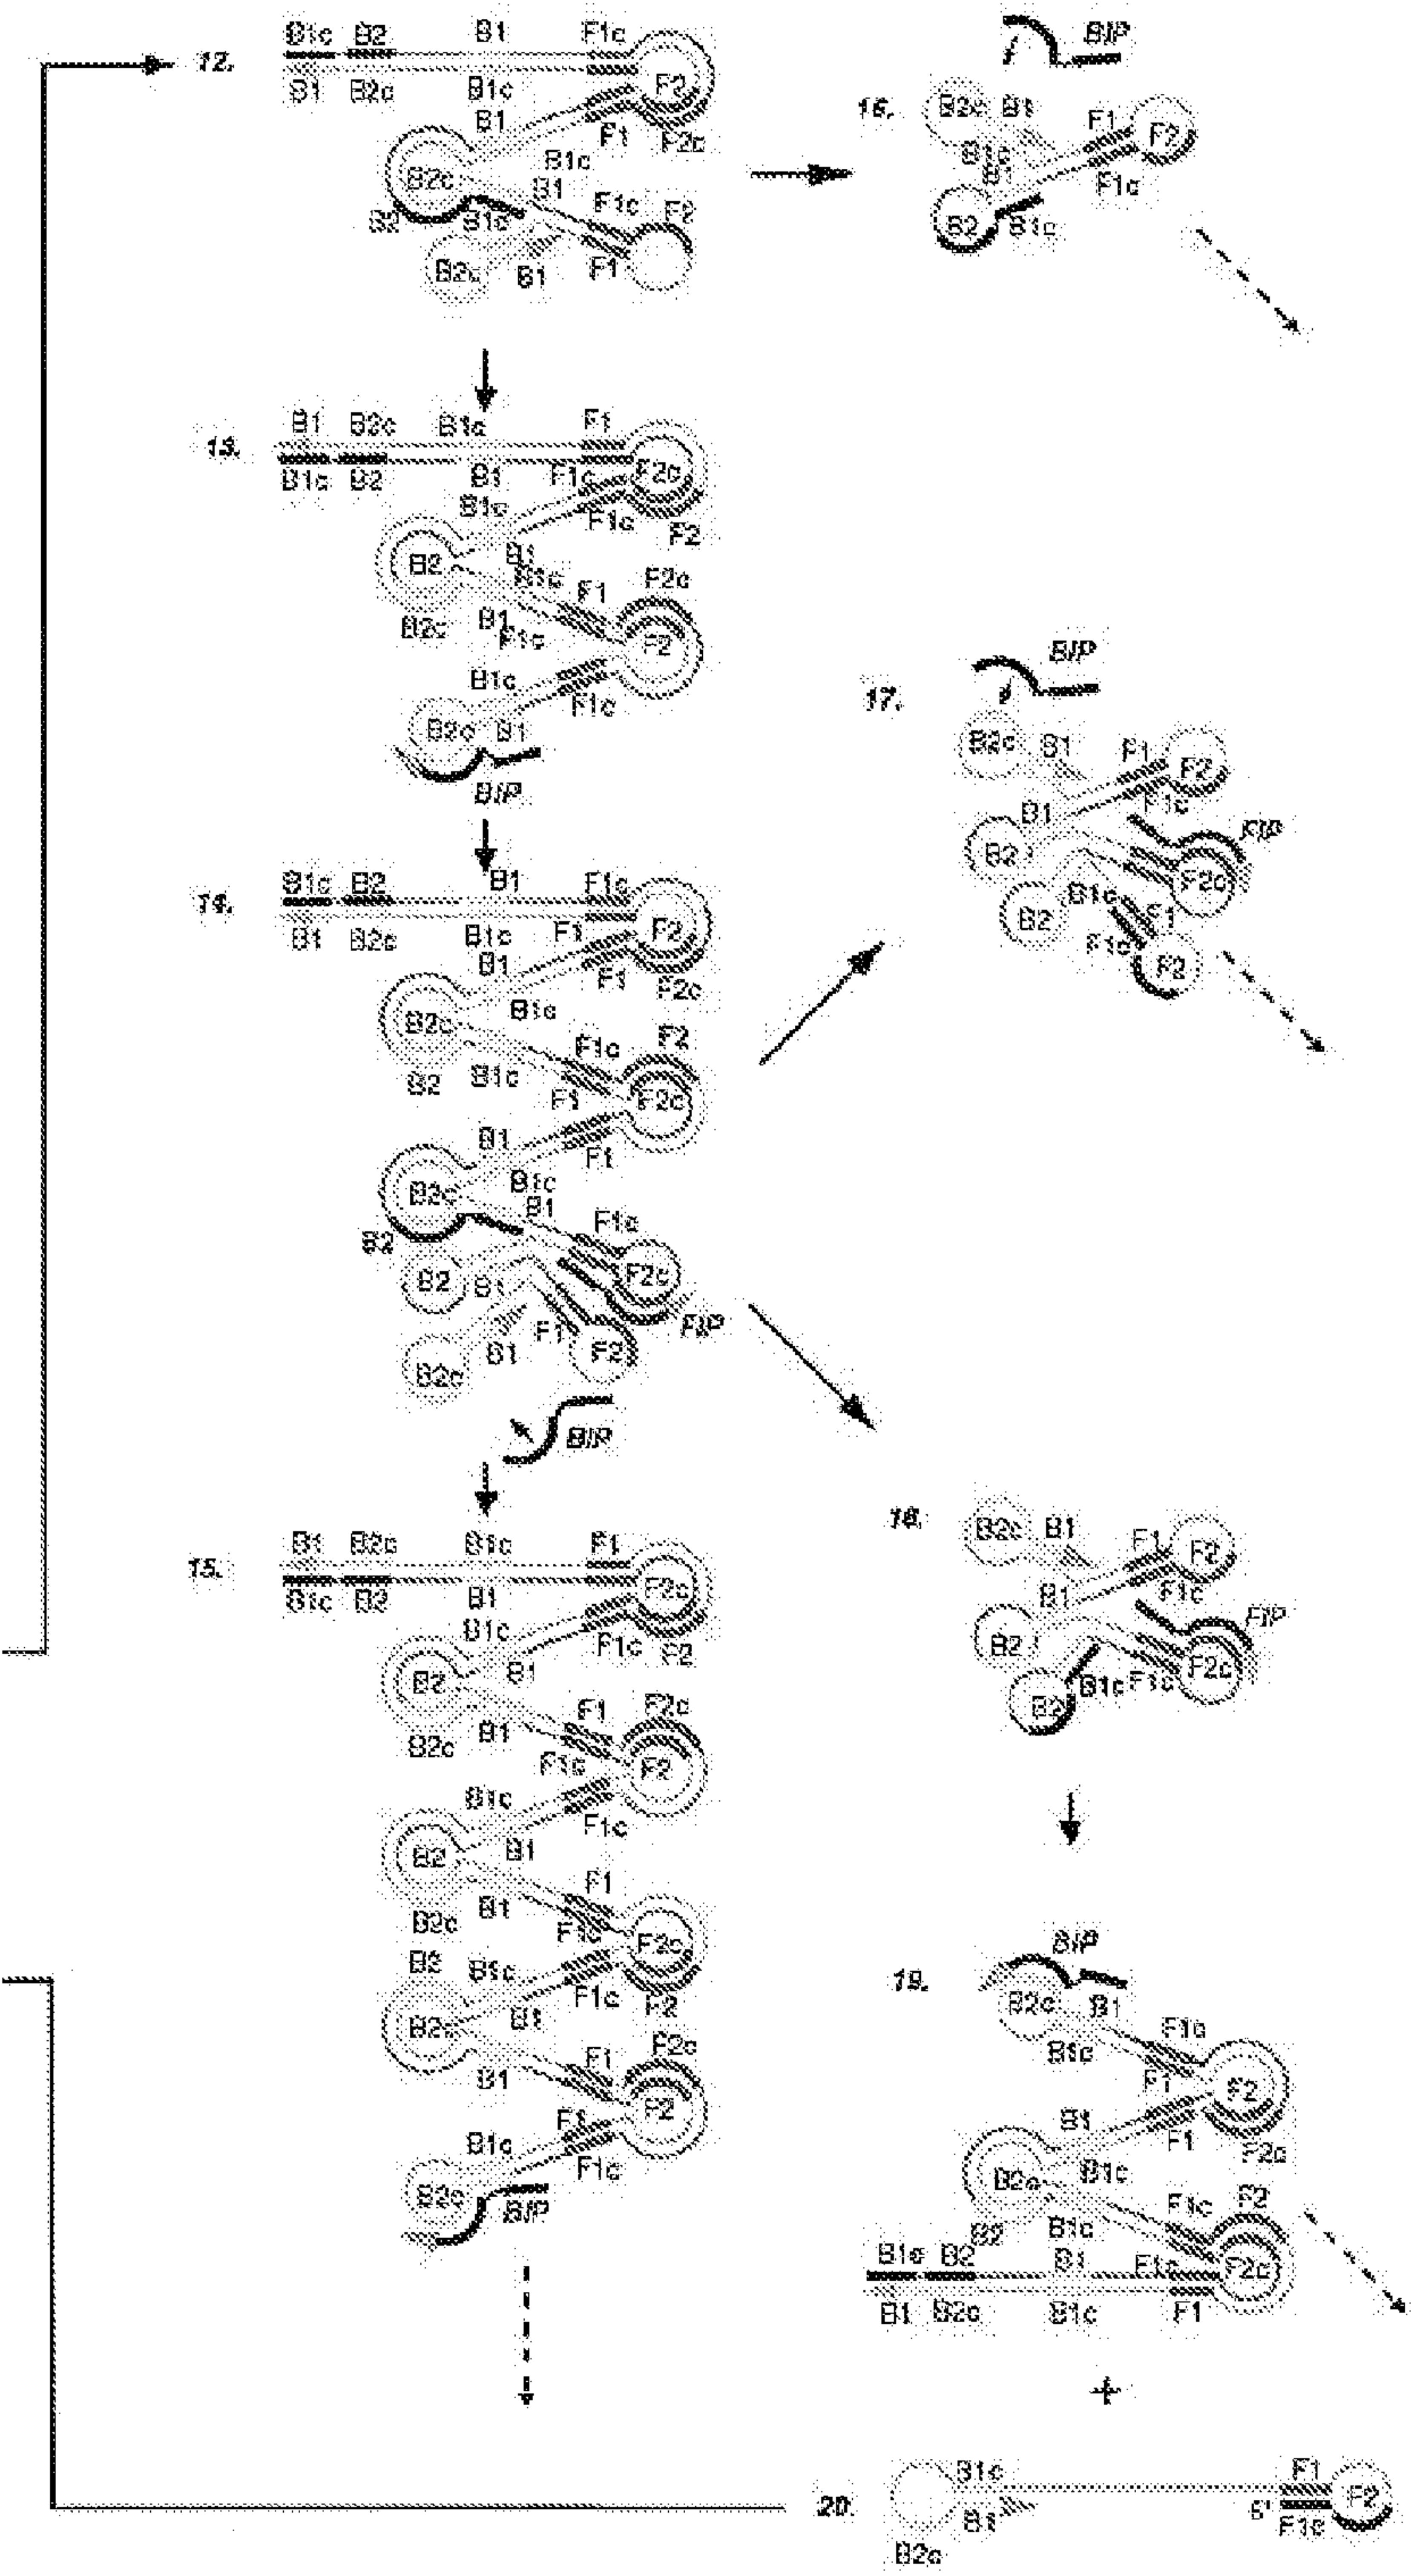 12.
B1c B2 B1 F1c
B1 B2c B1c F2
B1 F1 F2c
B2c B1c
B1 F1c F2
B2 B1c
B2c B1 F1
16.
BIP
B2c B1 F1 F2
B1c
B1 F1c
B2 B1c
13.
B1 B2c B1c F1
B1c B2 B1 F1c F2c
B1c F1c F2
B2 B1
B1c F1 F2c
B2c B1 F1c F2
B1c F1c
B2c B1
BIP
17.
BIP
B2c B1 F1 F2
F1c
B1 FIP
B2 F2c
B1c
B2 F1
F1c F2
14.
B1c B2 B1 F1c
B1 B2c B1c F1 F2
B1 F1 F2c
B2c B1c
F1c F2
B2 B1c F1 F2c
B1 F1
B2c B1c
B1 F1c
B2 F2c
B2 B1 FIP
F1 F2
B2c B1
BIP
15.
B1 B2c B1c F1
B1c B2 B1 F2c
B1c F1c F2
B2 B1
F1 F2c
B2c B1 F1c F2
B1c F1c
B2 B1
F1
B2c B1 F1c F2c
B2 B1c F1c F2
B2c B1
F1 F2c
B1 F2
B1c F1
F1c
B2c
BIP
18.
B2c B1 F1 F2
B1 F1c
FIP
B2 F2c
B1c F1c
B2
19.
BIP
B2c B1 F1c
B1c F1 F2
B1 F1 F2c
B2c B1c
F1c F2
B2 B1c
B1c B2 B1 F1c F2c
B1 B2c B1c F1
+
20.
B1c F1
B1 5' F1c F2
B2c